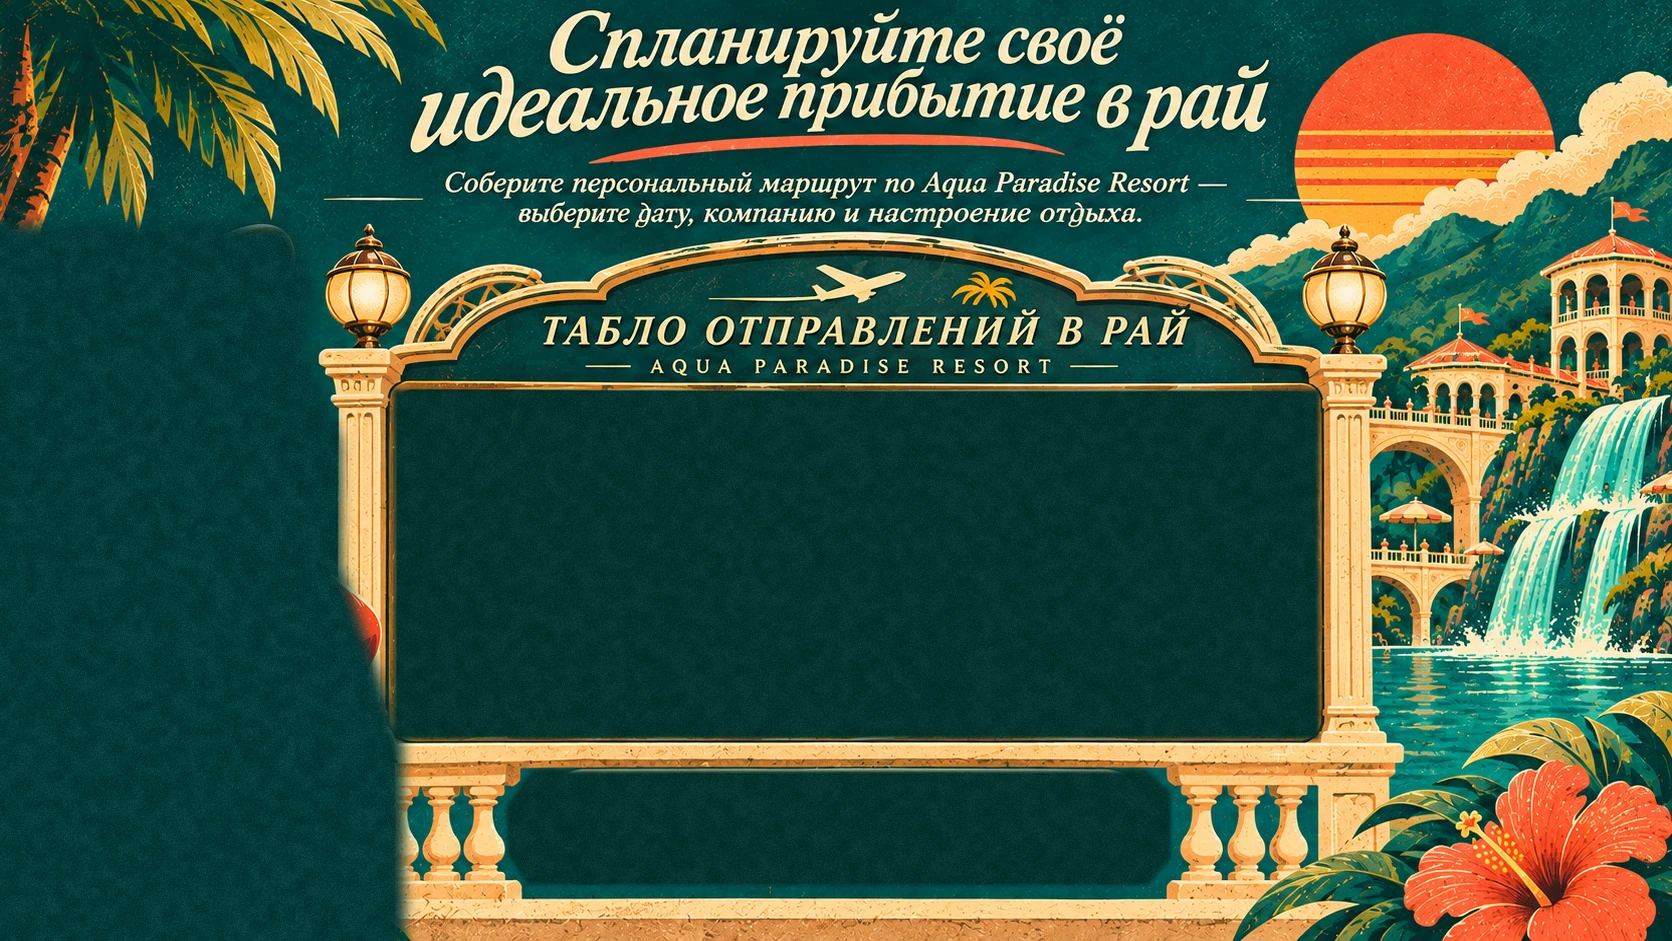 Спланируйте своё
идеальное прибытие в рай
Соберите персональный маршрут по Aqua Paradise Resort —
выберите дату, компанию и настроение отдыха.
ТАБЛО ОТПРАВЛЕНИЙ В РАЙ
AQUA PARADISE RESORT